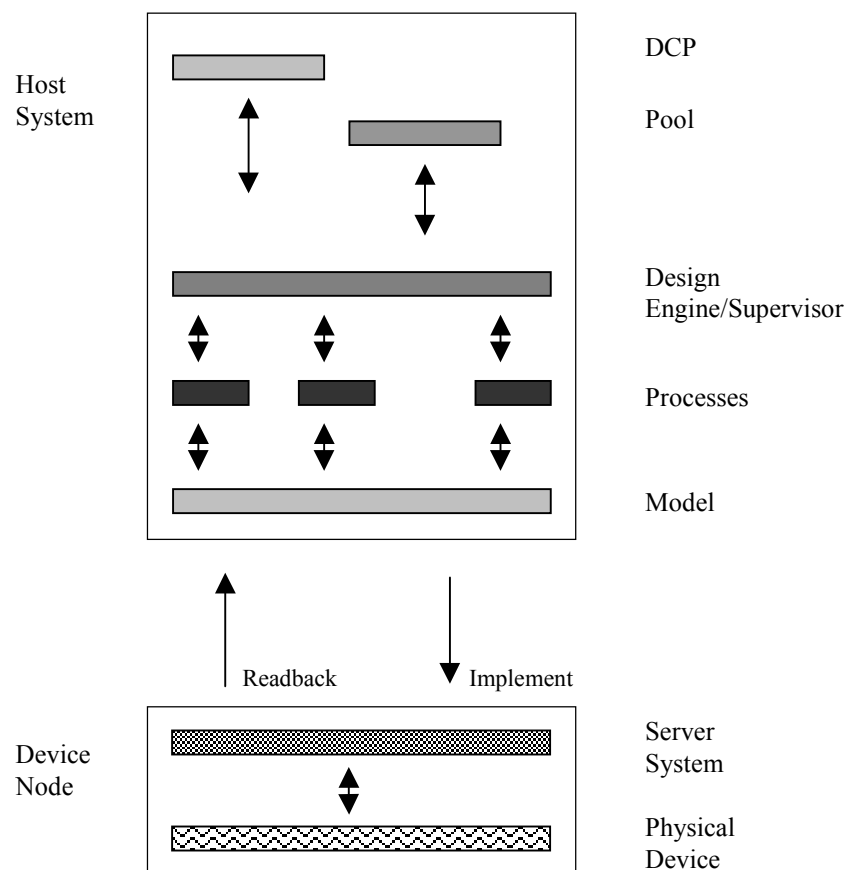 DCP
Host
System
Pool
Design
Engine/Supervisor
Processes
Model
Readback
Implement
Server
System
Device
Node
Physical
Device